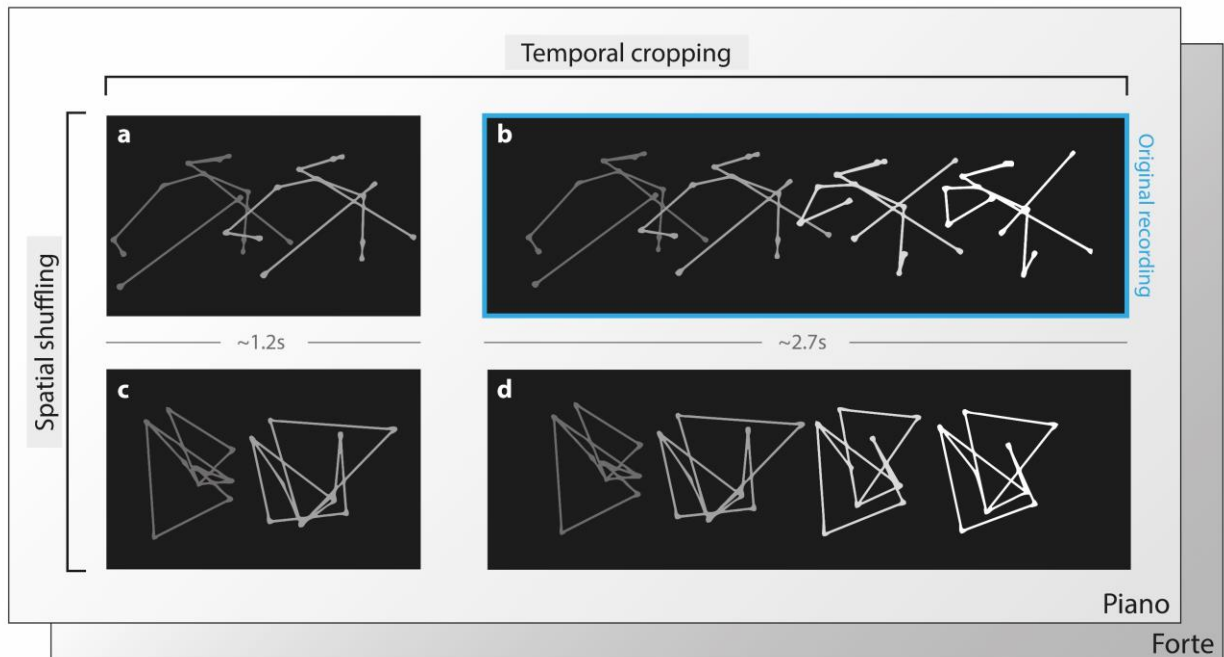 Temporal cropping
Spatial shuffling
a
b
Original recording
~1.2s
~2.7s
c
d
Piano
Forte